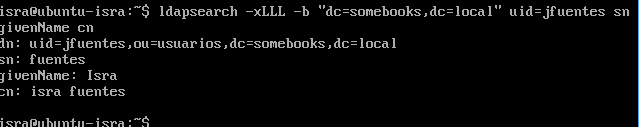 isra@ubuntu-isra:~$ ldapsearch -xLLL -b "dc=somebooks,dc=local" uid=jfuentes sn
givenName cn
dn: uid=jfuentes,ou=usuarios,dc=somebooks,dc=local
sn: fuentes
givenName: Isra
cn: isra fuentes

isra@ubuntu-isra:~$